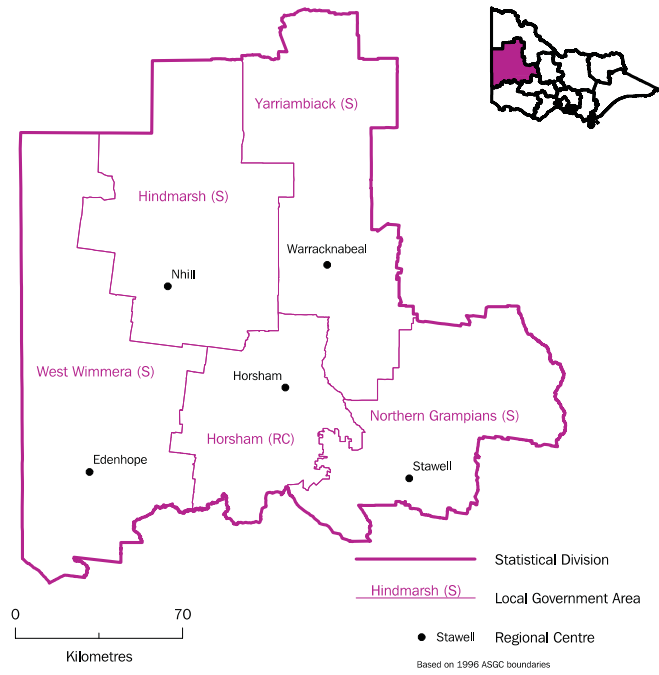 Yarriambiack (S)
Hindmarsh (S)
Warracknabeal
Nhill
West Wimmera (S)
Horsham
Northern Grampians (S)
Horsham (RC)
Edenhope
Stawell
Statistical Division
Hindmarsh (S)
Local Government Area
Stawell
Regional Centre
0 70
Kilometres
Based on 1996 ASGC boundaries